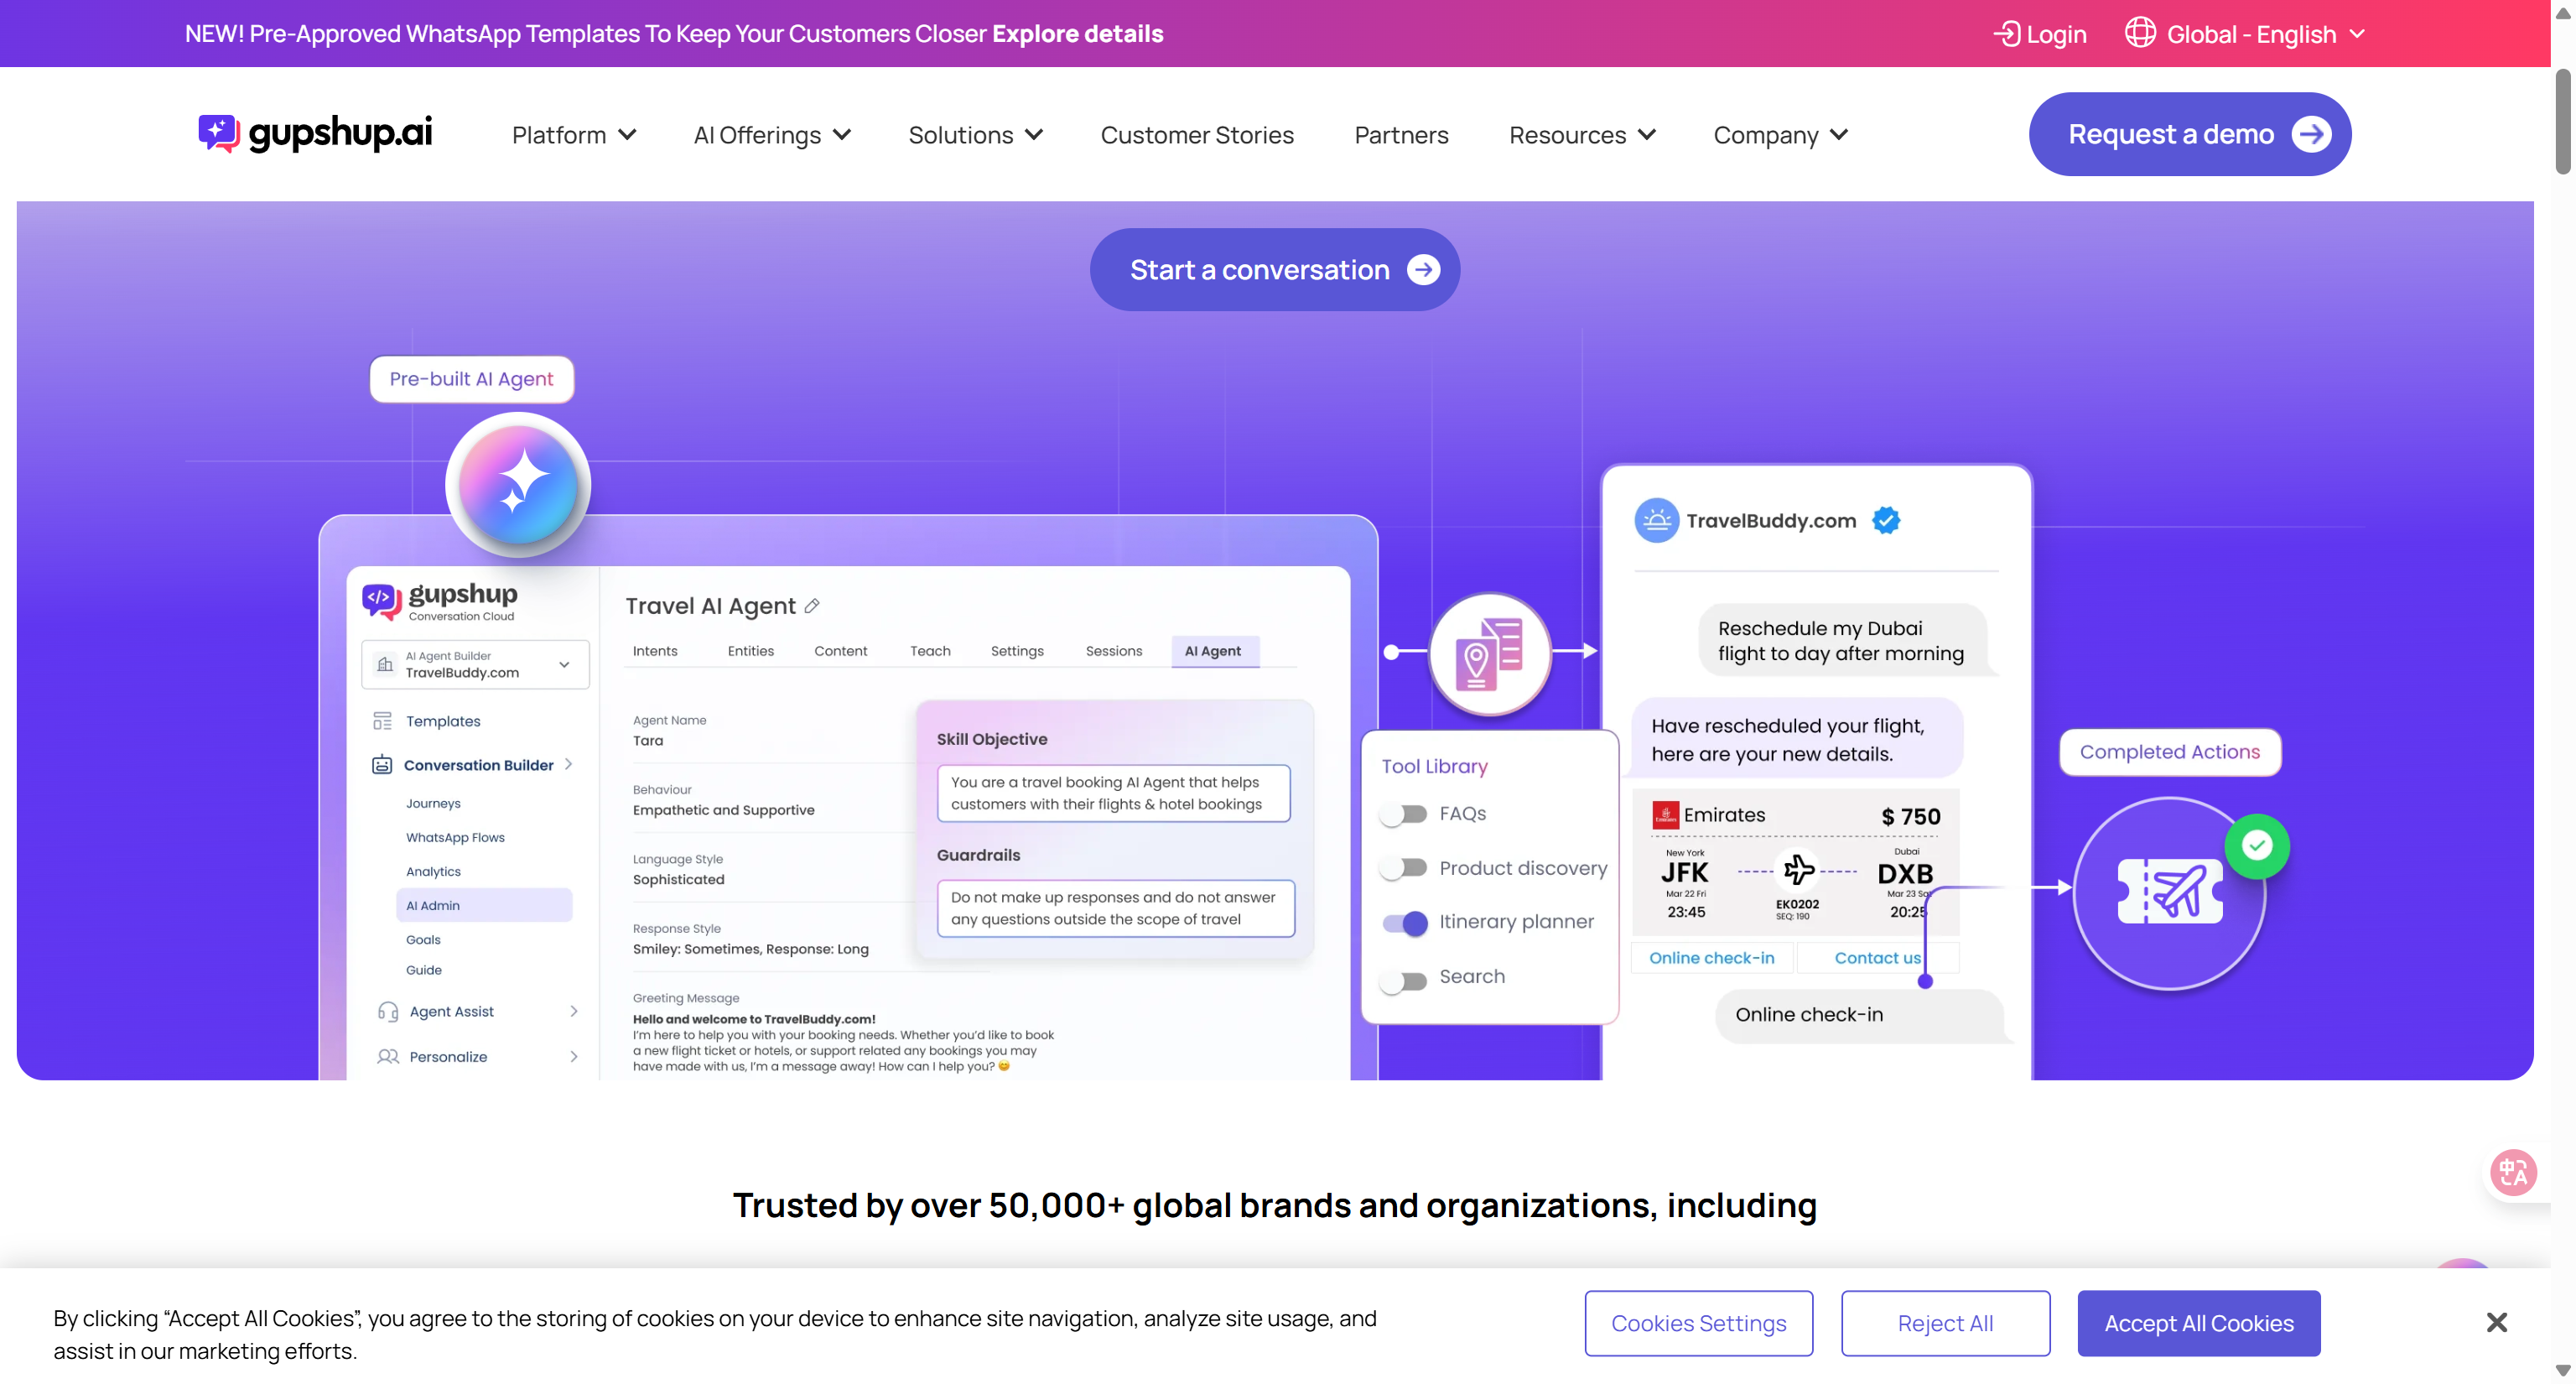 NEW! Pre-Approved WhatsApp Templates To Keep Your Customers Closer Explore details
Login
Global - English
gupshup.ai
Platform
AI Offerings
Solutions
Customer Stories
Partners
Resources
Company
Request a demo
Start a conversation
Pre-built AI Agent
gupshup
Conversation Cloud
AI Agent Builder
TravelBuddy.com
Templates
Conversation Builder
Journeys
WhatsApp Flows
Analytics
AI Admin
Goals
Guide
Agent Assist
Personalize
Travel AI Agent
Intents
Entities
Content
Teach
Settings
Sessions
AI Agent
Agent Name
Tara
Behaviour
Empathetic and Supportive
Language Style
Sophisticated
Response Style
Smiley: Sometimes, Response: Long
Greeting Message
Hello and welcome to TravelBuddy.com!
I'm here to help you with your booking needs. Whether you'd like to book
a new flight ticket or hotels, or support related any bookings you may
have made with us, I'm a message away! How can I help you? 😊
Skill Objective
You are a travel booking AI Agent that helps
customers with their flights & hotel bookings
Guardrails
Do not make up responses and do not answer
any questions outside the scope of travel
Tool Library
FAQs
Product discovery
Itinerary planner
Search
TravelBuddy.com
Reschedule my Dubai
flight to day after morning
Have rescheduled your flight,
here are your new details.
Emirates
$ 750
New York
JFK
Mar 22 Fri
23:45
EK0202
SEQ: 190
Dubai
DXB
Mar 23 Sat
20:25
Online check-in
Contact us
Online check-in
Completed Actions
Trusted by over 50,000+ global brands and organizations, including
By clicking “Accept All Cookies”, you agree to the storing of cookies on your device to enhance site navigation, analyze site usage, and
assist in our marketing efforts.
Cookies Settings
Reject All
Accept All Cookies